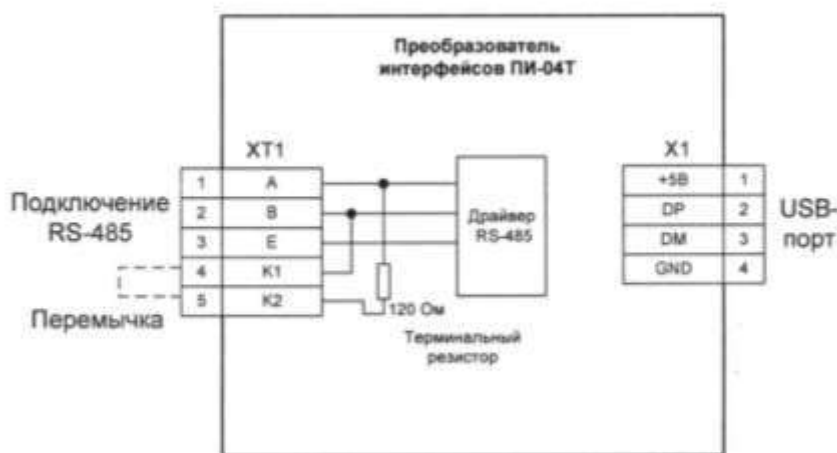 Преобразователь
интерфейсов ПИ-04Т
XT1
X1
1 A
2 B
3 E
4 K1
5 K2
Подключение
RS-485
Перемычка
Драйвер
RS-485
120 Ом
Терминальный
резистор
+5В 1
DP 2
DM 3
GND 4
USB-
порт